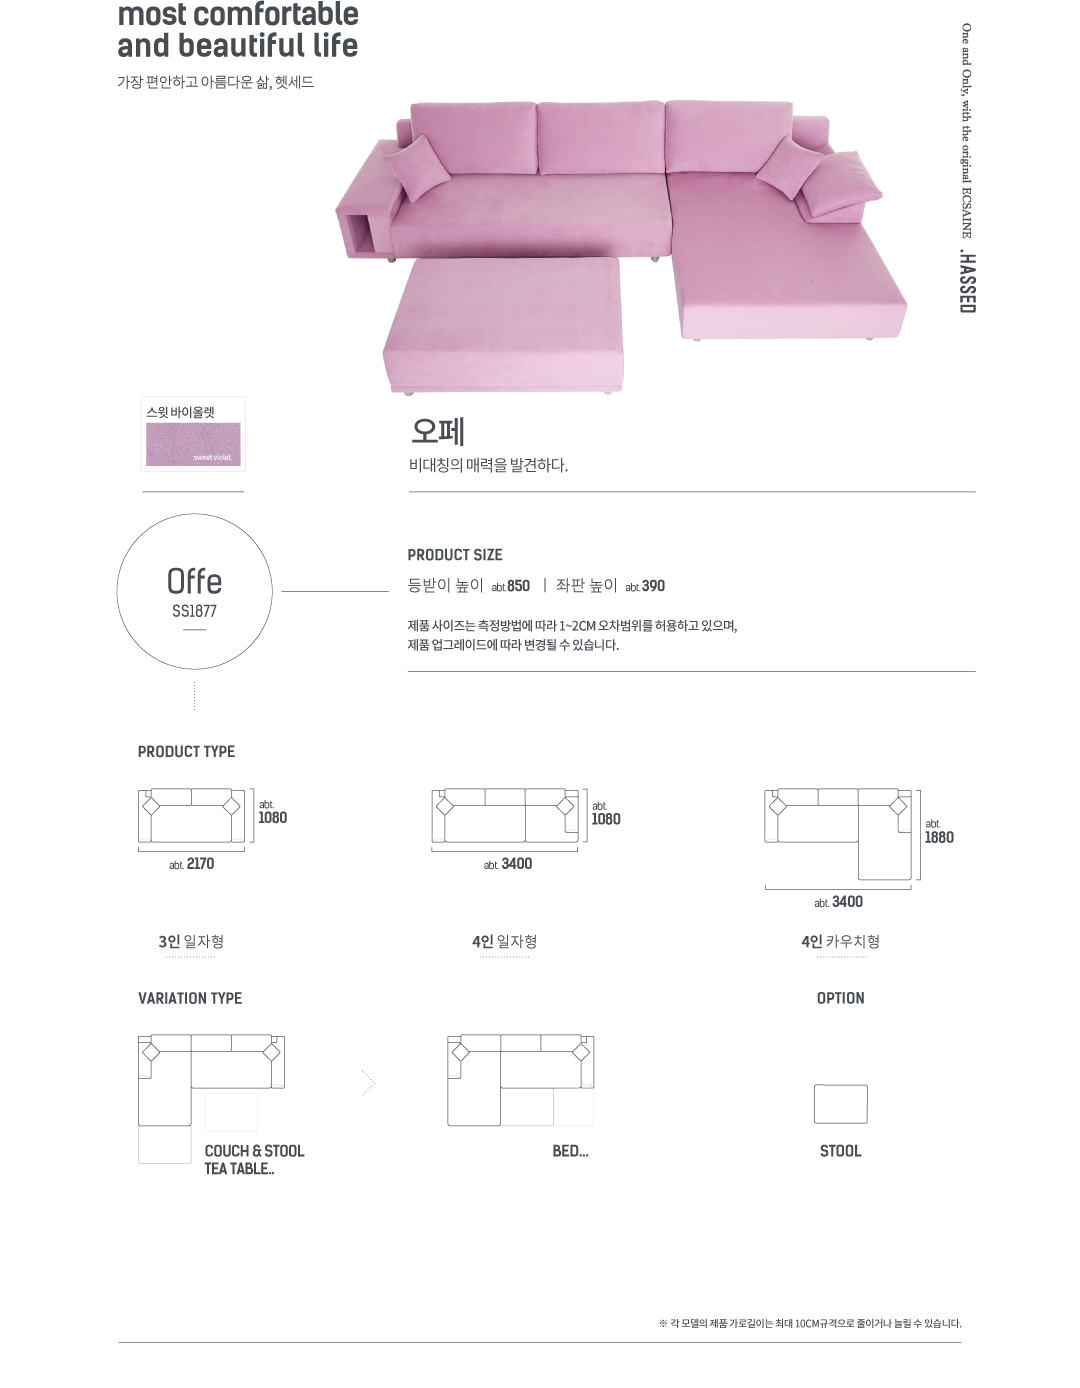 most comfortable
and beautiful life
가장 편안하고 아름다운 삶, 헷세드
One and Only, with the original ECSAINE .HASSED
스윗 바이올렛
sweet violet
오페
비대칭의 매력을 발견하다.
Offe
SS1877
PRODUCT SIZE
등받이 높이 abt.850 | 좌판 높이 abt.390
제품 사이즈는 측정방법에 따라 1~2CM 오차범위를 허용하고 있으며,
제품 업그레이드에 따라 변경될 수 있습니다.
PRODUCT TYPE
abt.
1080
abt. 2170
3인 일자형
abt.
1080
abt. 3400
4인 일자형
abt.
1880
abt. 3400
4인 카우치형
VARIATION TYPE
COUCH & STOOL
TEA TABLE..
BED...
OPTION
STOOL
※ 각 모델의 제품 가로길이는 최대 10CM규격으로 줄이거나 늘릴 수 있습니다.